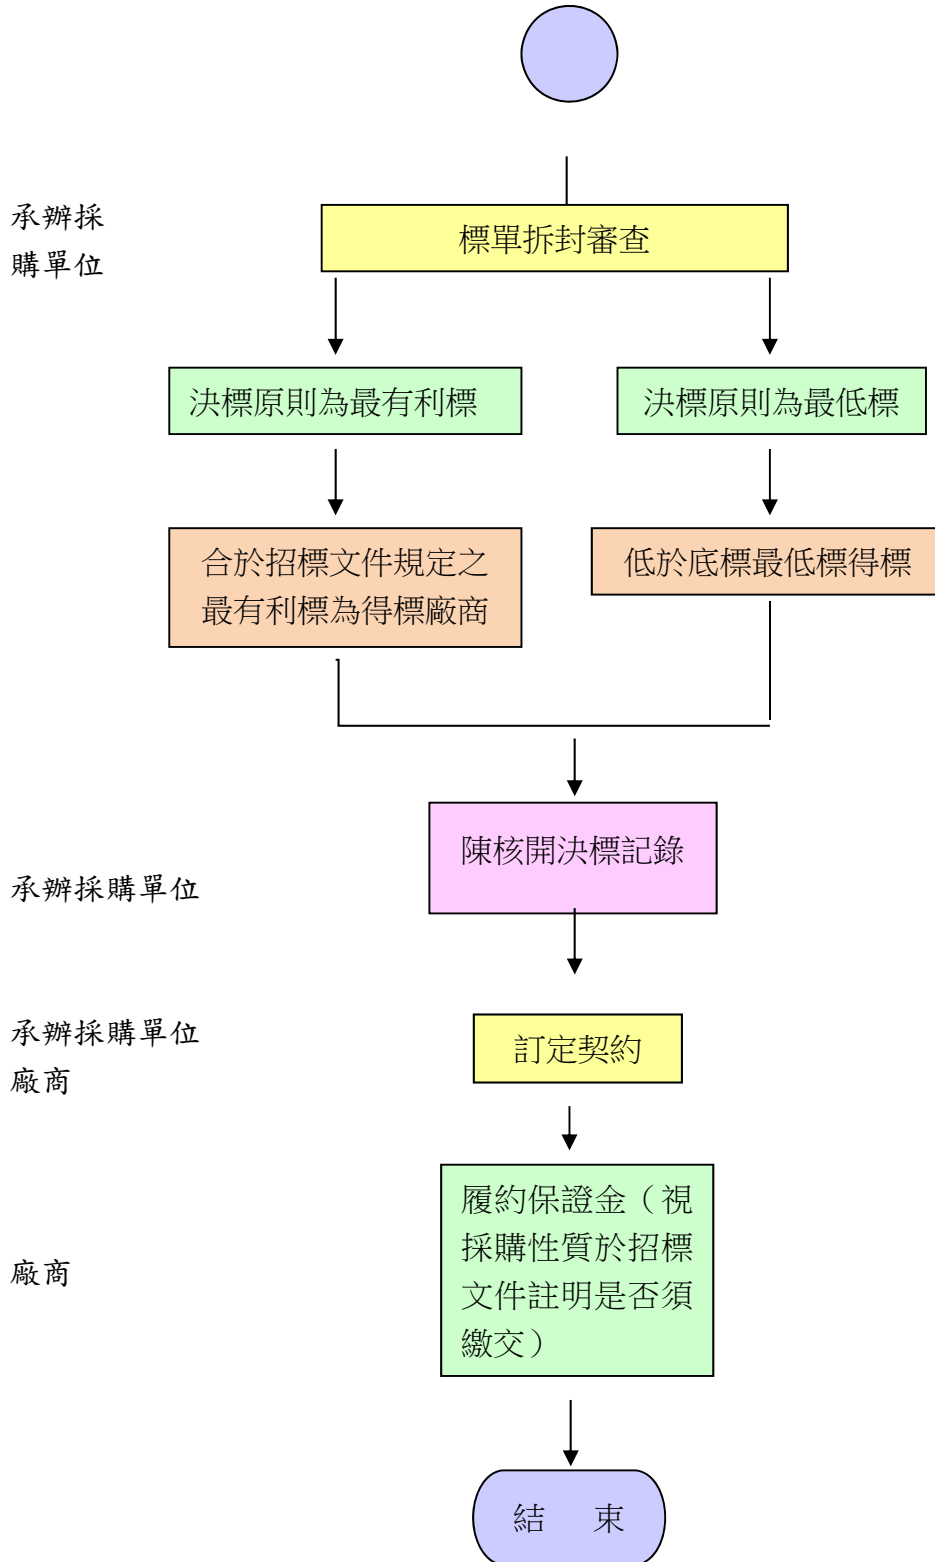 承辦採
購單位
標單拆封審查
決標原則為最有利標
決標原則為最低標
合於招標文件規定之
最有利標為得標廠商
低於底標最低標得標
陳核開決標記錄
承辦採購單位
承辦採購單位
廠商
訂定契約
履約保證金（視
採購性质於招標
文件註明是否須
繳交）
廠商
結　束